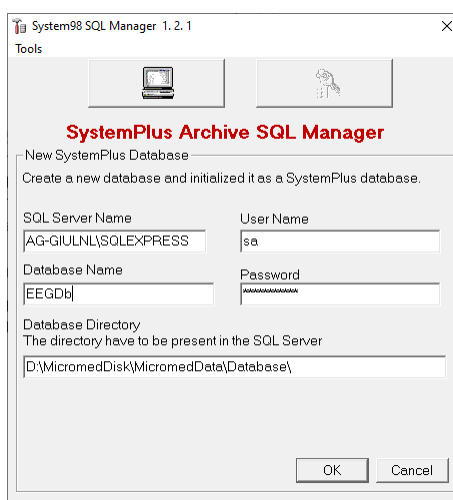 System98 SQL Manager 1. 2. 1
Tools
SystemPlus Archive SQL Manager
New SystemPlus Database
Create a new database and initialized it as a SystemPlus database.
SQL Server Name
User Name
AG-GIULNL\SQLEXPRESS
sa
Database Name
Password
EEGDb
************
Database Directory
The directory have to be present in the SQL Server
D:\MicromedDisk\MicromedData\Database\
OK
Cancel